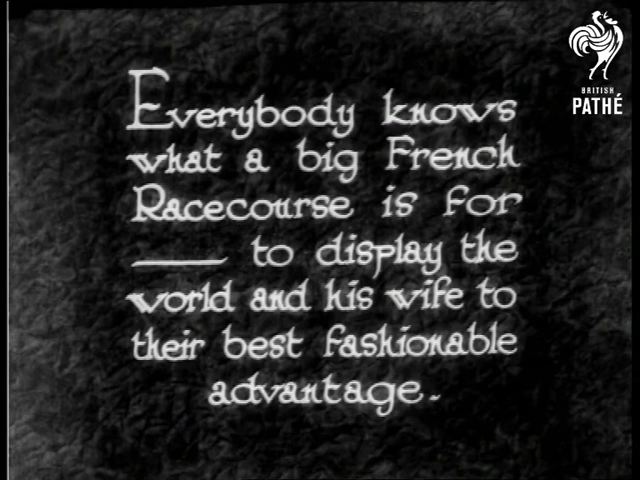 BRITISH
PATHÉ
Everybody knows
what a big French
Racecourse is for
—— to display the
world and his wife to
their best fashionable
advantage.